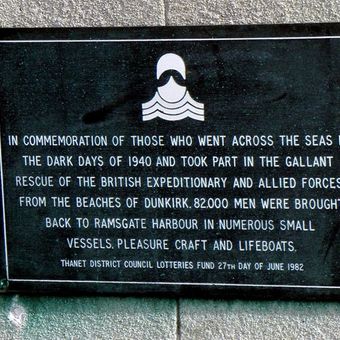 IN COMMEMORATION OF THOSE WHO WENT ACROSS THE SEAS
THE DARK DAYS OF 1940 AND TOOK PART IN THE GALLANT
RESCUE OF THE BRITISH EXPEDITIONARY AND ALLIED FORCES
FROM THE BEACHES OF DUNKIRK. 82,000 MEN WERE BROUGHT
BACK TO RAMSGATE HARBOUR IN NUMEROUS SMALL
VESSELS, PLEASURE CRAFT AND LIFEBOATS.
THANET DISTRICT COUNCIL LOTTERIES FUND 27TH DAY OF JUNE 1982